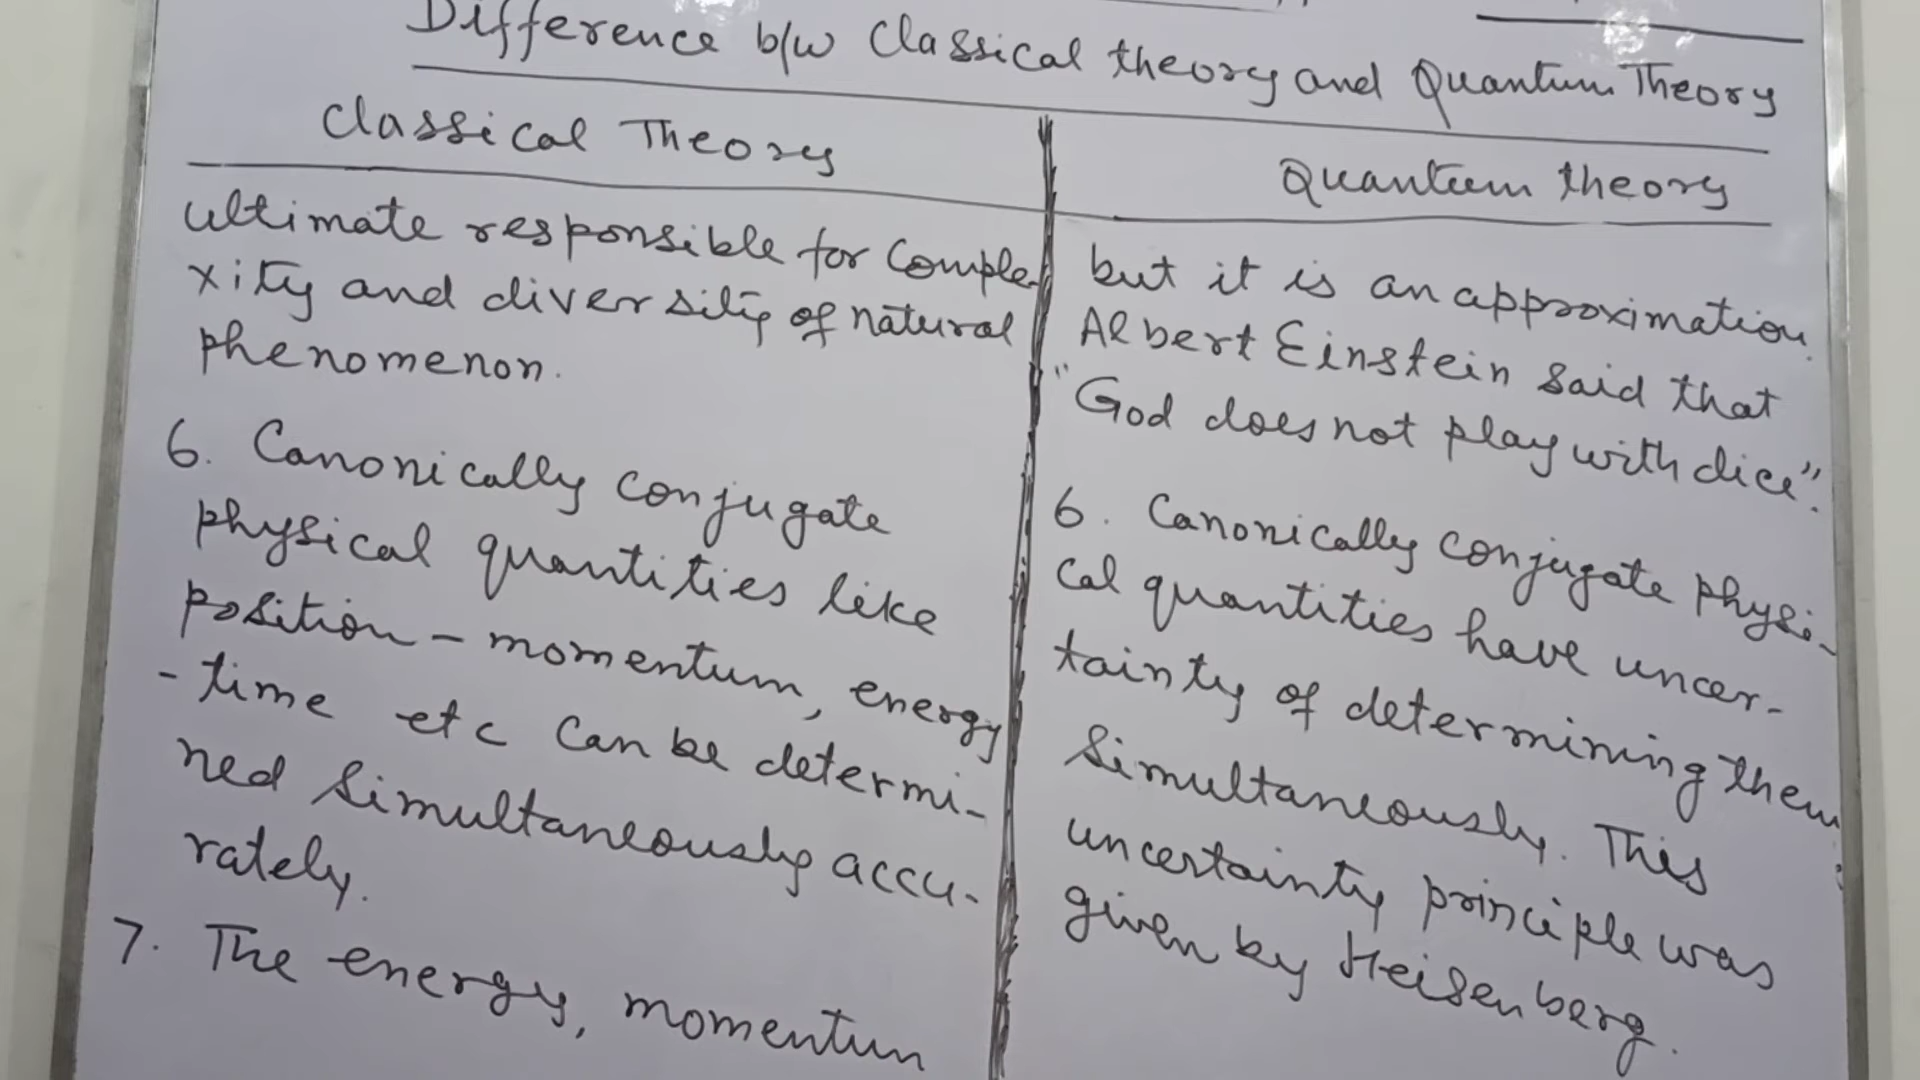 Difference b/w Classical theory and Quantum Theory
Classical Theory
ultimate responsible for comple-
xity and diversity of natural
phenomenon.
6. Canonically conjugate
physical quantities like
position - momentum, energy
- time etc can be determi-
ned simultaneously accu-
rately.
7. The energy, momentum
Quantum theory
but it is an approximation.
Albert Einstein said that
"God does not play with dice".
6. Canonically conjugate physi-
cal quantities have uncer-
tainty of determining them
simultaneously. This
uncertainty principle was
given by Heisenberg.